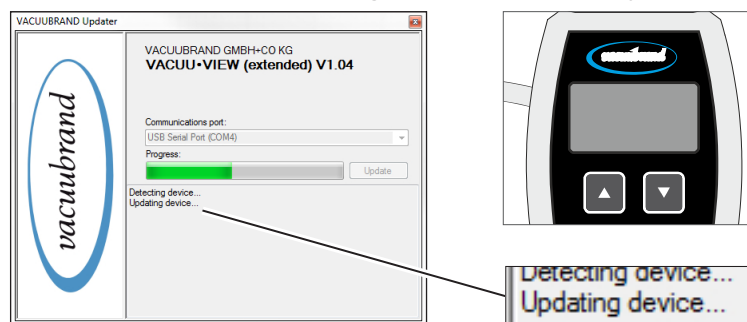 VACUUBRAND Updater
vacuubrand
VACUUBRAND GMBH+CO KG
VACUU•VIEW (extended) V1.04
Communications port:
USB Serial Port (COM4)
Progress:
Update
Detecting device...
Updating device...
vacuubrand
Detecting device...
Updating device...